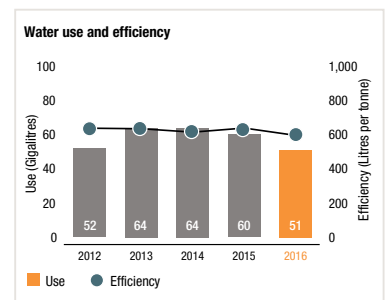 Water use and efficiency
100 1,000
80 800
60 600
40 400
20 200
0 0
Use (Gigalitres)
Efficiency (Litres per tonne)
52 64 64 60 51
2012 2013 2014 2015 2016
Use Efficiency